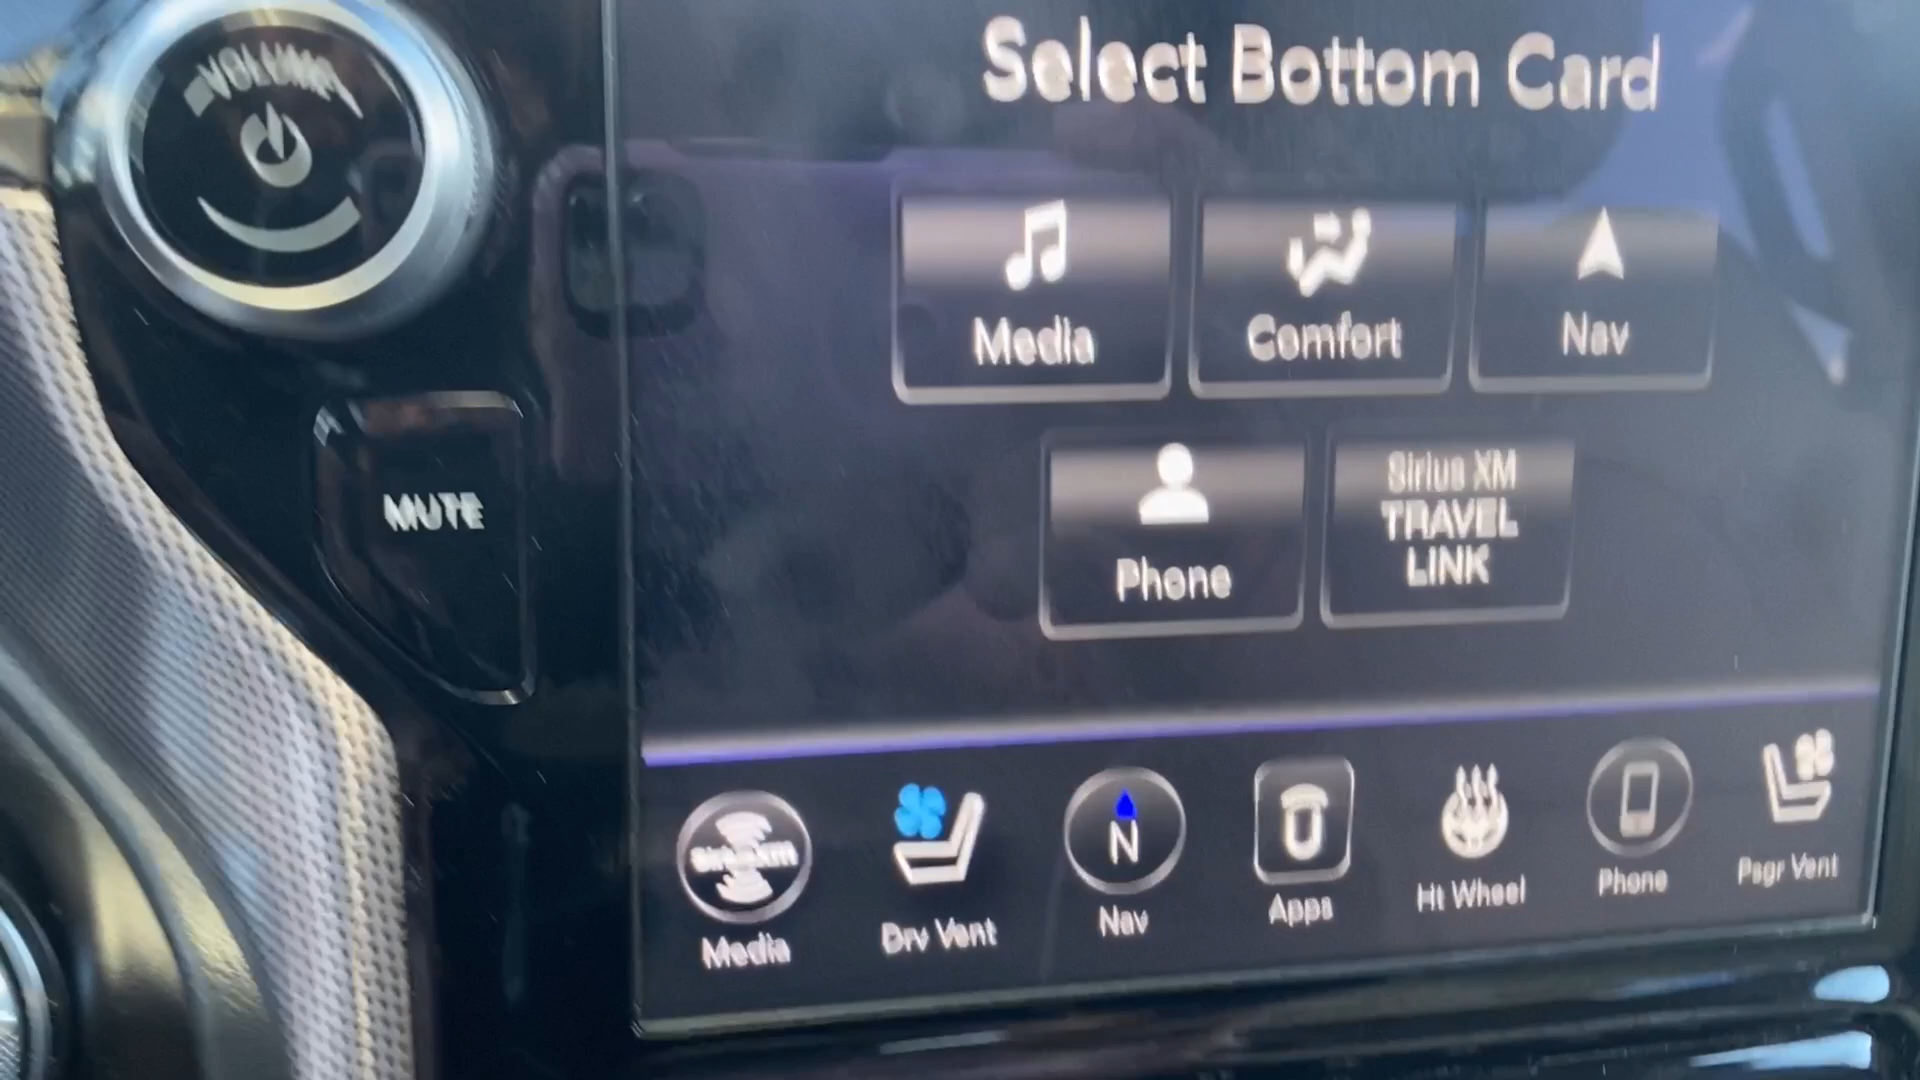 VOLUME
MUTE
Select Bottom Card
Media
Comfort
Nav
Phone
Sirius XM
TRAVEL
LINK
SiriusXm
Media
Drv Vent
N
Nav
Apps
Ht Wheel
Phone
Psgr Vent